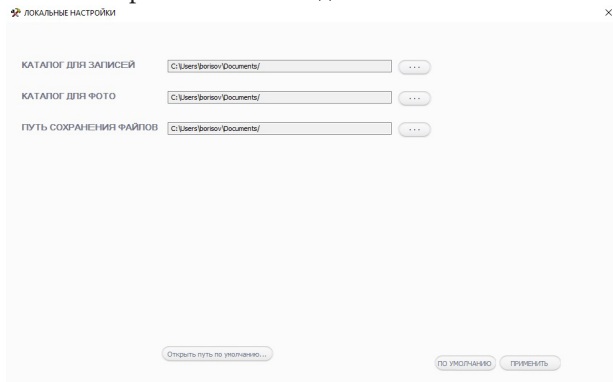 ЛОКАЛЬНЫЕ НАСТРОЙКИ
КАТАЛОГ ДЛЯ ЗАПИСЕЙ C:\Users\borisov\Documents/ ...
КАТАЛОГ ДЛЯ ФОТО C:\Users\borisov\Documents/ ...
ПУТЬ СОХРАНЕНИЯ ФАЙЛОВ C:\Users\borisov\Documents/ ...
Открыть путь по умолчанию...
ПО УМОЛЧАНИЮ ПРИМЕНИТЬ